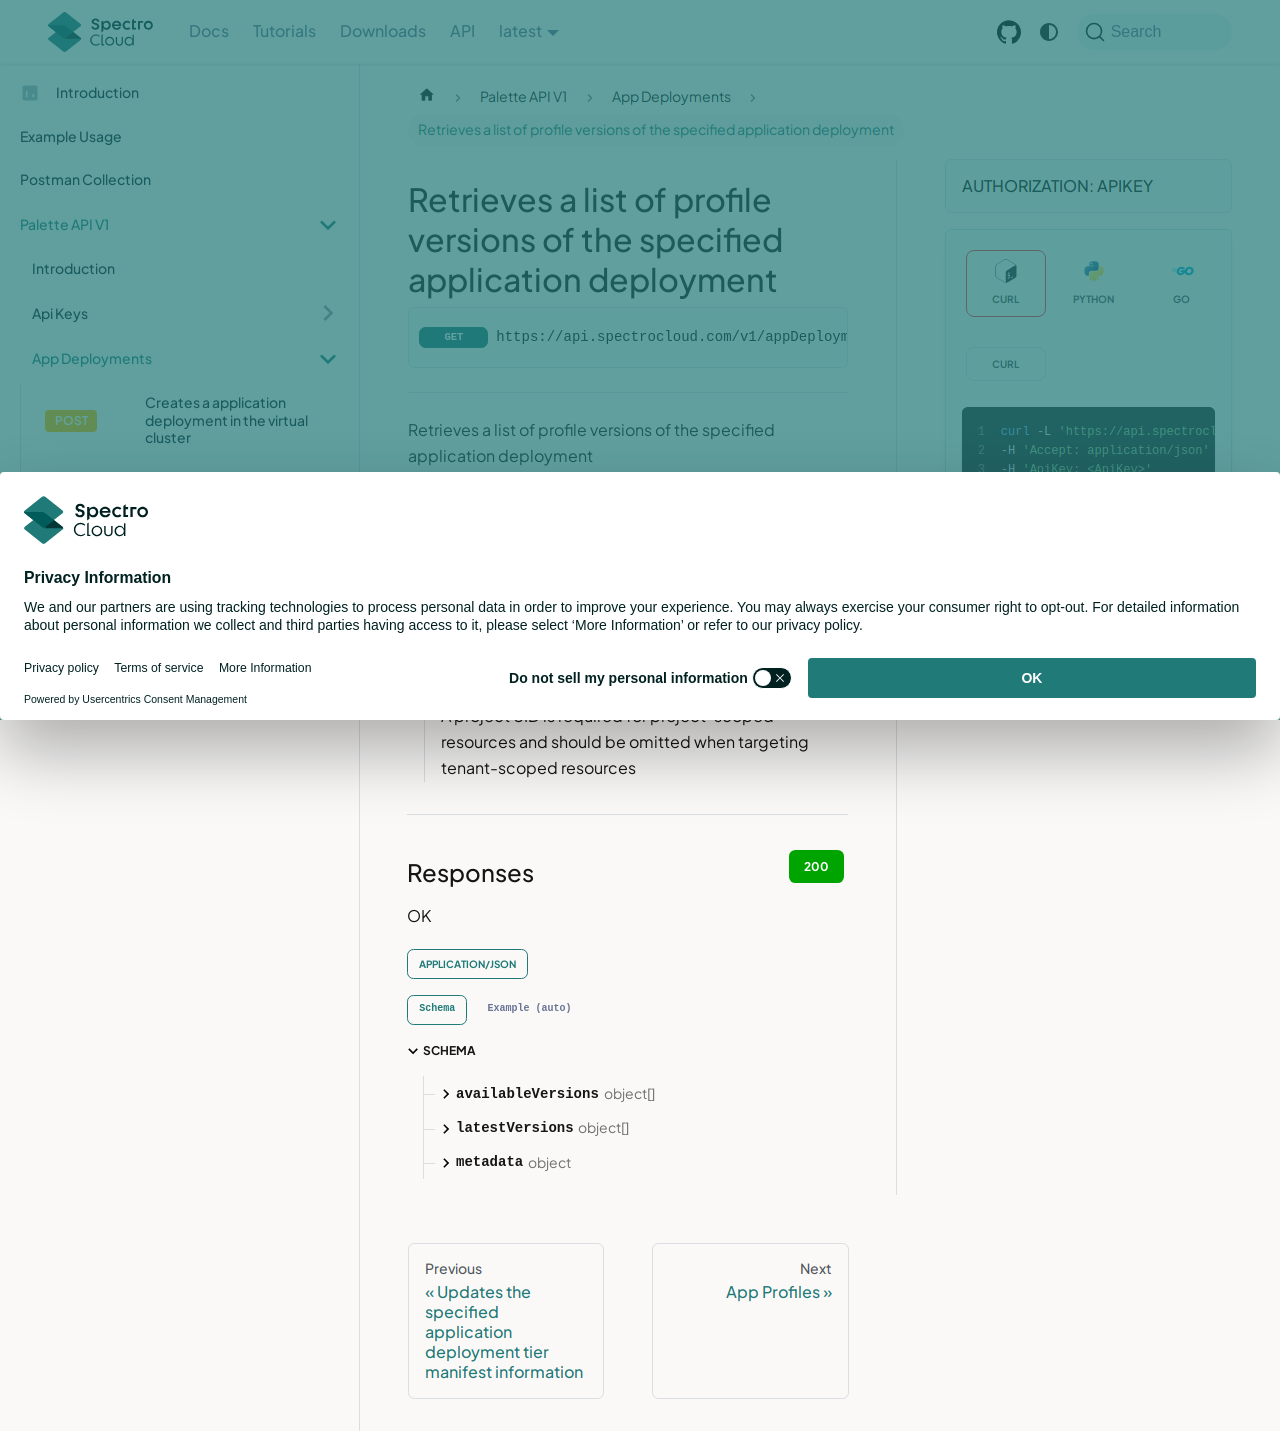 Spectro Cloud
Docs
Tutorials
Downloads
API
latest
Search
Introduction
Example Usage
Postman Collection
Palette API V1
Introduction
Api Keys
App Deployments
POST
Creates a application
deployment in the virtual
cluster
Palette API V1
App Deployments
Retrieves a list of profile versions of the specified application deployment
Retrieves a list of profile
versions of the specified
application deployment
GET
https://api.spectrocloud.com/v1/appDeploym
Retrieves a list of profile versions of the specified
application deployment
AUTHORIZATION: APIKEY
CURL
PYTHON
GO
CURL
1 curl -L 'https://api.spectrocl
2 -H 'Accept: application/json'
3 -H 'ApiKey: <ApiKey>'
Spectro
Cloud
Privacy Information
We and our partners are using tracking technologies to process personal data in order to improve your experience. You may always exercise your consumer right to opt-out. For detailed information
about personal information we collect and third parties having access to it, please select ‘More Information’ or refer to our privacy policy.
Privacy policy
Terms of service
More Information
Powered by Usercentrics Consent Management
Do not sell my personal information
OK
A project UID is required for project-scoped
resources and should be omitted when targeting
tenant-scoped resources
Responses
200
OK
APPLICATION/JSON
Schema
Example (auto)
SCHEMA
availableVersions object[]
latestVersions object[]
metadata object
Previous
« Updates the
specified
application
deployment tier
manifest information
Next
App Profiles »